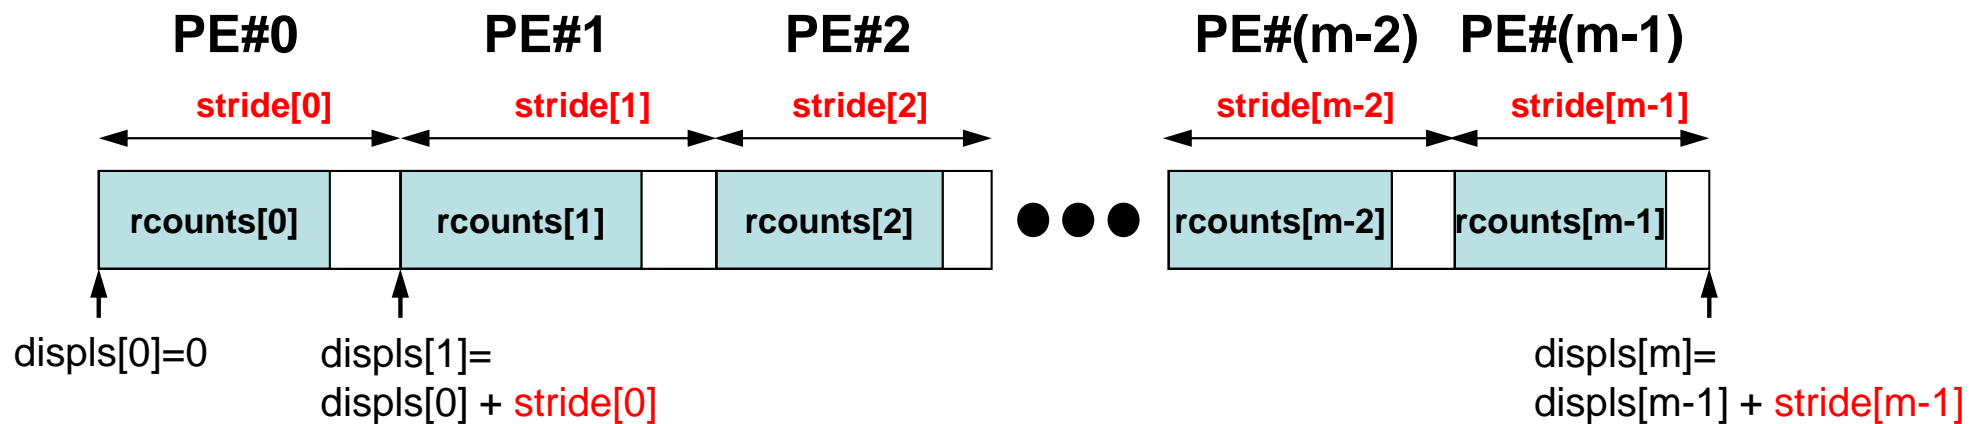 PE#0 PE#1 PE#2 PE#(m-2) PE#(m-1)
stride[0] stride[1] stride[2] stride[m-2] stride[m-1]
rcounts[0] rcounts[1] rcounts[2] rcounts[m-2] rcounts[m-1]
displs[0]=0 displs[1]= displs[m]=
displs[0] + stride[0] displs[m-1] + stride[m-1]